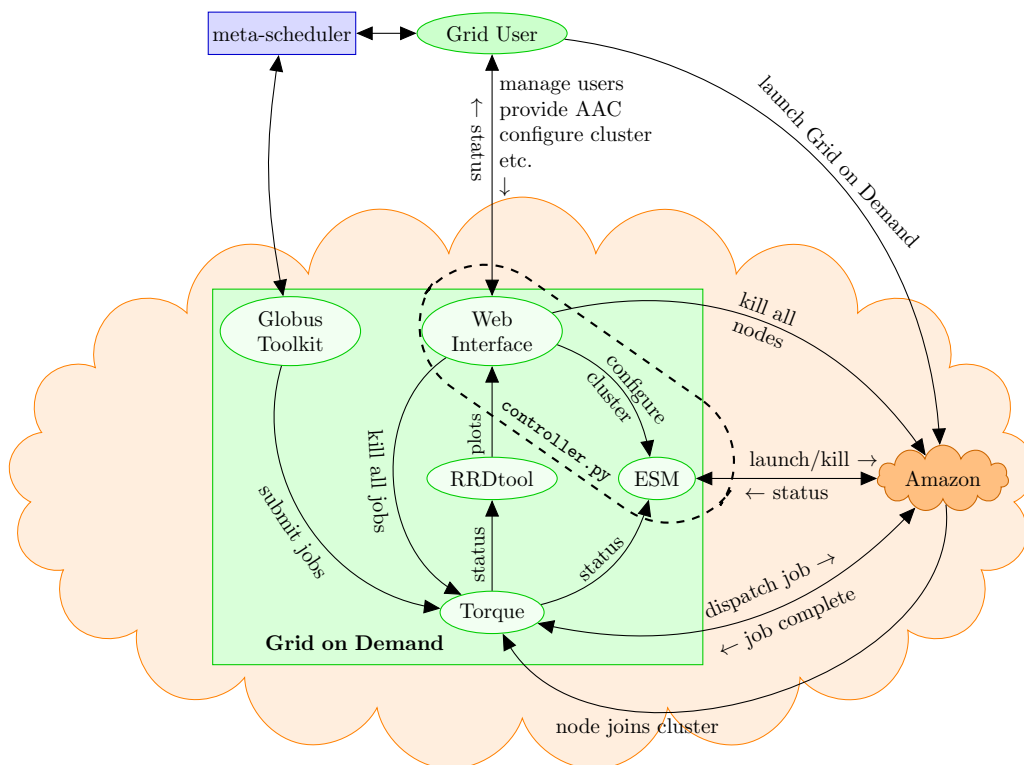 meta-scheduler
Grid User
manage users
provide AAC
configure cluster
etc.
↓
← status
launch Grid on Demand
Globus
Toolkit
Web
Interface
kill all
nodes
configure
cluster
controller.py
plots
kill all jobs
RRDtool
ESM
launch/kill →
← status
Amazon
submit jobs
status
status
Torque
dispatch job →
← job complete
Grid on Demand
node joins cluster